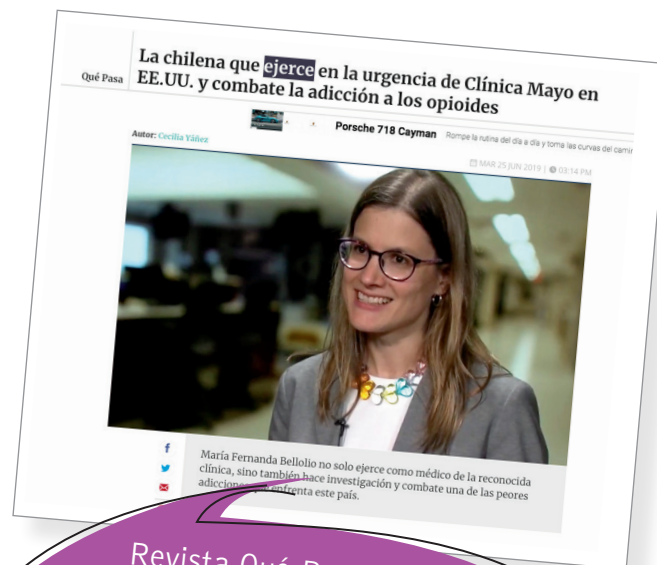 La chilena que ejerce en la urgencia de Clínica Mayo en
Qué Pasa EE.UU. y combate la adicción a los opioides
Porsche 718 Cayman Rompe la rutina del día a día y toma las curvas del camin
Autor: Cecilia Yáñez
MAR 25 JUN 2019 | 03:14 PM
María Fernanda Bellolio no solo ejerce como médico de la reconocida
clínica, sino también hace investigación y combate una de las peores
adicciones enfrenta este país.
Revista Qué